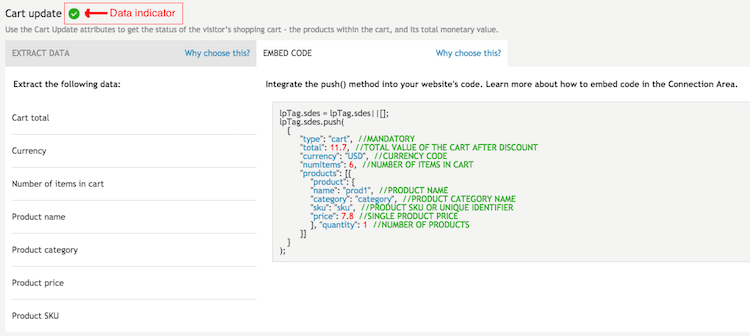 Cart update Data indicator
Use the Cart Update attributes to get the status of the visitor's shopping cart - the products within the cart, and its total monetary value.
EXTRACT DATA Why choose this? EMBED CODE Why choose this?
Extract the following data:
Cart total
Currency
Number of items in cart
Product name
Product category
Product price
Product SKU
Integrate the push() method into your website's code. Learn more about how to embed code in the Connection Area.
lpTag.sdes = lpTag.sdes||[];
lpTag.sdes.push(
{
"type": "cart", //MANDATORY
"total": 11.7, //TOTAL VALUE OF THE CART AFTER DISCOUNT
"currency": "USD", //CURRENCY CODE
"numItems": 6, //NUMBER OF ITEMS IN CART
"products": [{
"product": {
"name": "prod1", //PRODUCT NAME
"category": "category", //PRODUCT CATEGORY NAME
"sku": "sku", //PRODUCT SKU OR UNIQUE IDENTIFIER
"price": 7.8 //SINGLE PRODUCT PRICE
}, "quantity": 1 //NUMBER OF PRODUCTS
}]
}
);